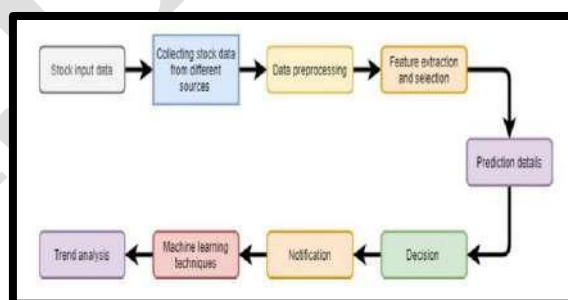 Stock input data
Collecting stock data
from different
sources
Data preprocessing
Feature extraction
and selection
Prediction details
Decision
Notification
Machine learning
techniques
Trend analysis